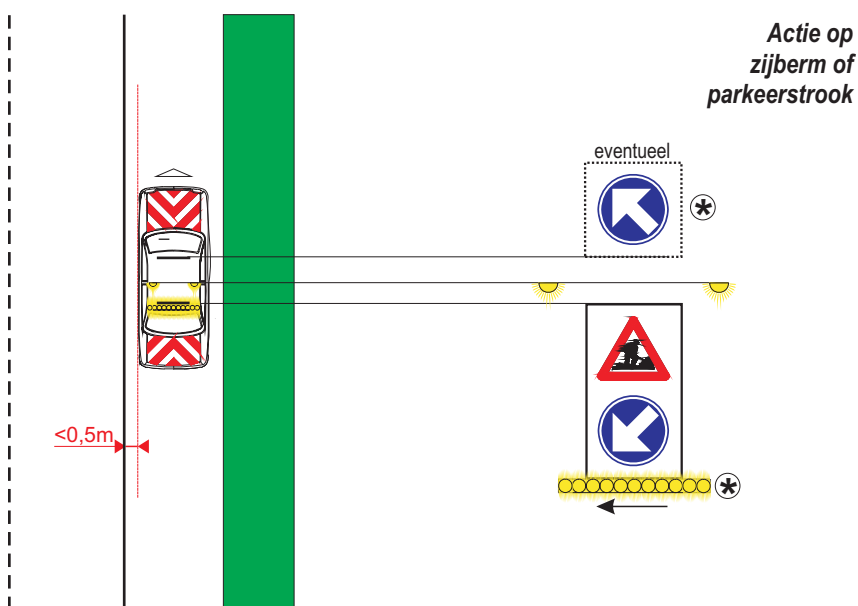 Actie op
zijberm of
parkeerstrook
eventueel
*
<0,5m
*